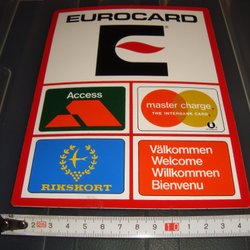 EUROCARD
Access
master charge
THE INTERBANK CARD
RIKSKORT
Välkommen
Welcome
Willkommen
Bienvenu